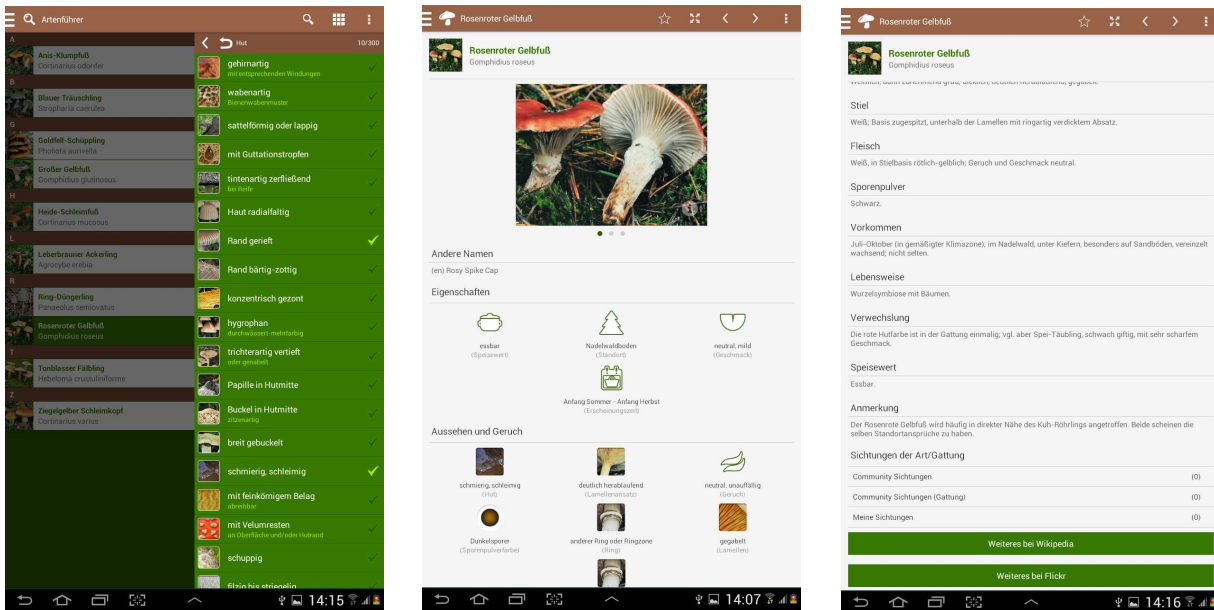 Artenführer
A
Anis-Klumpfuß
Cortinarius odorifer
B
Blauer Träuschling
Stropharia caerulea
G
Goldfell-Schüppling
Pholiota aurivella
Großer Gelbfuß
Gomphidius glutinosus
H
Heide-Schleimfuß
Cortinarius mucosus
L
Leberbrauner Ackerling
Agrocybe erebia
R
Ring-Düngerling
Panaeolus semiovatus
Rosenroter Gelbfuß
Gomphidius roseus
T
Tonblasser Fälbling
Hebeloma crustuliniforme
Z
Ziegelgelber Schleimkopf
Cortinarius varius
Hut
10/300
gehirnartig
mit entsprechenden Windungen
wabenartig
Bienenwabenmuster
sattelförmig oder lappig
mit Guttationstropfen
tintenartig zerfließend
bei Reife
Haut radialfaltig
Rand gerieft
Rand bärtig-zottig
konzentrisch gezont
hygrophan
durchwässert-mehrfarbig
trichterartig vertieft
oder genabelt
Papille in Hutmitte
Buckel in Hutmitte
zitzenartig
breit gebuckelt
schmierig, schleimig
mit feinkörnigem Belag
abreibbar
mit Velumresten
an Oberfläche und/oder Hutrand
schuppig
filzig bis striegelig
14:15
Rosenroter Gelbfuß
Rosenroter Gelbfuß
Gomphidius roseus
Andere Namen
(en) Rosy Spike Cap
Eigenschaften
essbar
(Speisewert)
Nadelwaldboden
(Standort)
neutral, mild
(Geschmack)
Anfang Sommer - Anfang Herbst
(Erscheinungszeit)
Aussehen und Geruch
schmierig, schleimig
(Hut)
deutlich herablaufend
(Lamellenansatz)
neutral, unauffällig
(Geruch)
Dunkelsporer
(Sporenpulverfarbe)
anderer Ring oder Ringzone
(Ring)
gegabelt
(Lamellen)
14:07
Rosenroter Gelbfuß
Rosenroter Gelbfuß
Gomphidius roseus
Stiel
Weiß; Basis zugespitzt, unterhalb der Lamellen mit ringartig verdicktem Absatz.
Fleisch
Weiß, in Stielbasis rötlich-gelblich; Geruch und Geschmack neutral.
Sporenpulver
Schwarz.
Vorkommen
Juli-Oktober (in gemäßigter Klimazone); im Nadelwald, unter Kiefern, besonders auf Sandböden, vereinzelt
wachsend; nicht selten.
Lebensweise
Wurzelsymbiose mit Bäumen.
Verwechslung
Die rote Hutfarbe ist in der Gattung einmalig; vgl. aber Spei-Täubling, schwach giftig, mit sehr scharfem
Geschmack.
Speisewert
Essbar.
Anmerkung
Der Rosenrote Gelbfuß wird häufig in direkter Nähe des Kuh-Röhrlings angetroffen. Beide scheinen die
selben Standortansprüche zu haben.
Sichtungen der Art/Gattung
Community Sichtungen (0)
Community Sichtungen (Gattung) (0)
Meine Sichtungen (0)
Weiteres bei Wikipedia
Weiteres bei Flickr
14:16